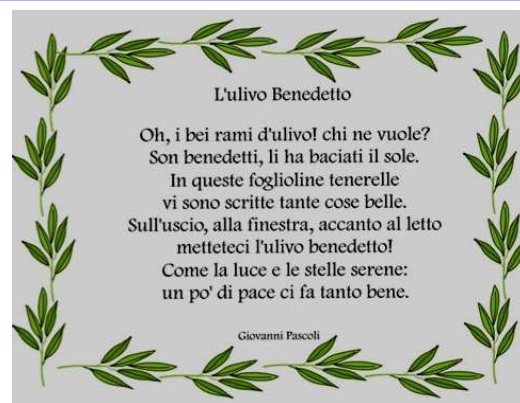 L'ulivo Benedetto
Oh, i bei rami d'ulivo! chi ne vuole?
Son benedetti, li ha baciati il sole.
In queste foglioline tenerelle
vi sono scritte tante cose belle.
Sull'uscio, alla finestra, accanto al letto
metteteci l'ulivo benedetto!
Come la luce e le stelle serene:
un po' di pace ci fa tanto bene.
Giovanni Pascoli